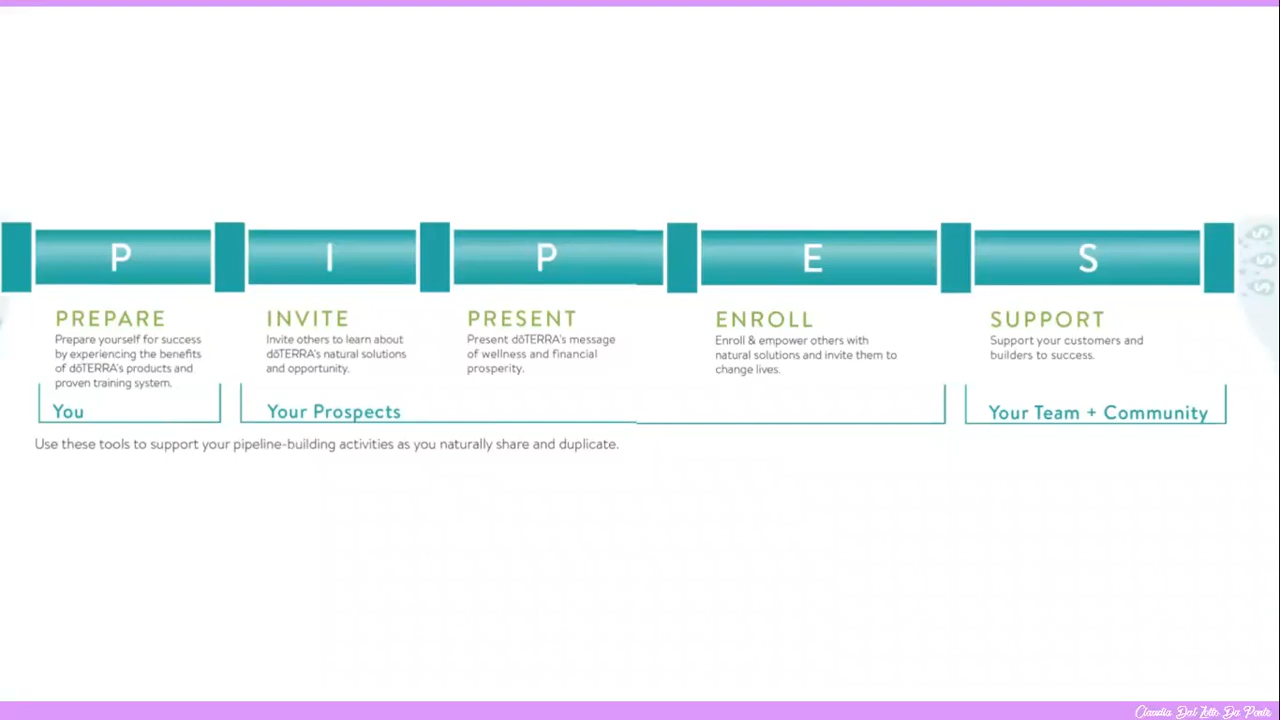 P I P E S
PREPARE
Prepare yourself for success
by experiencing the benefits
of dōTERRA's products and
proven training system.
You
INVITE
Invite others to learn about
dōTERRA's natural solutions
and opportunity.
PRESENT
Present dōTERRA's message
of wellness and financial
prosperity.
ENROLL
Enroll & empower others with
natural solutions and invite them to
change lives.
Your Prospects
SUPPORT
Support your customers and
builders to success.
Your Team + Community
Use these tools to support your pipeline-building activities as you naturally share and duplicate.
Claudia Dal Zotto Da Ponte